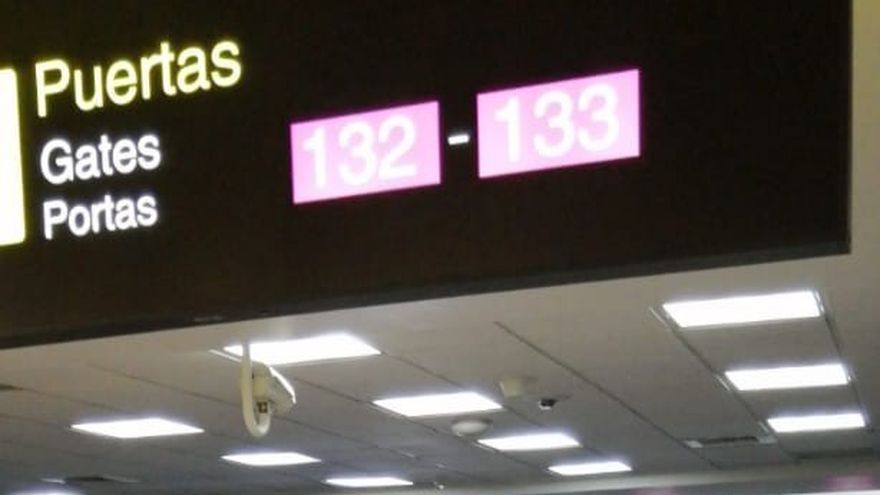 Puertas
Gates
Portas
132 - 133